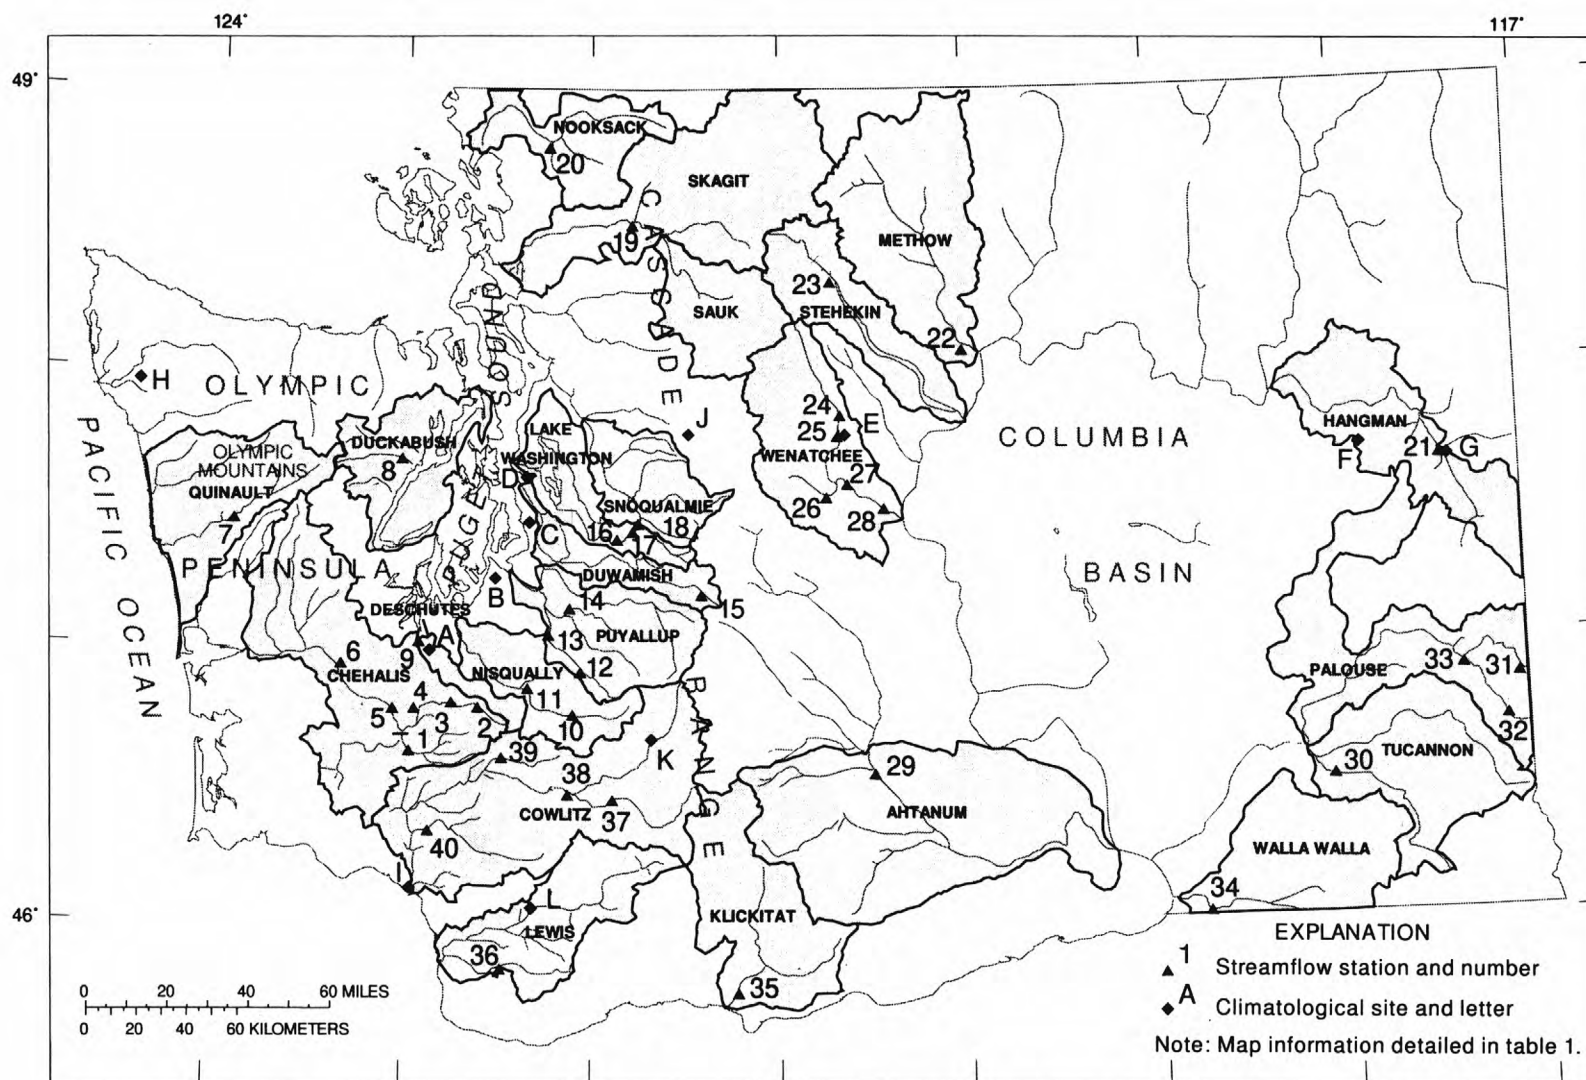 124°
117°
49°
NOOKSACK
20
SKAGIT
CASCADE
19
METHOW
SAUK
23
STEHEKIN
22
H
OLYMPIC
PUGET SOUND
J
24
25
E
WENATCHEE
27
26
28
COLUMBIA
BASIN
HANGMAN
F
21
G
DUCKABUSH
8
OLYMPIC
MOUNTAINS
QUINAULT
7
LAKE
WASHINGTON
D
SNOQUALMIE
16
17
18
C
PACIFIC OCEAN
PENINSULA
DUWAMISH
15
B
14
PUYALLUP
13
12
DESCHUTES
A
9
6
CHEHALIS
NISQUALLY
11
10
5
4
3
2
1
39
38
K
RANGE
COWLITZ
37
40
I
29
AHTANUM
PALOUSE
33
31
32
TUCANNON
30
WALLA WALLA
34
46°
L
LEWIS
36
KLICKITAT
35
0 20 40 60 MILES
0 20 40 60 KILOMETERS
EXPLANATION
1 Streamflow station and number
A Climatological site and letter
Note: Map information detailed in table 1.